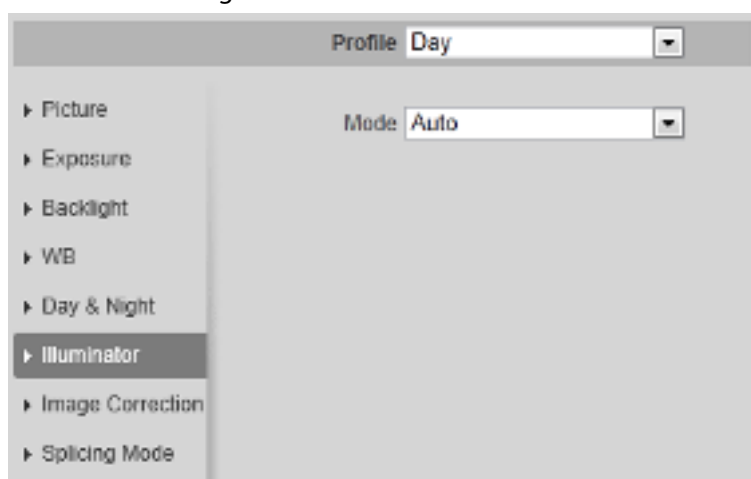 Profile Day
Mode Auto
Picture
Exposure
Backlight
WB
Day & Night
Illuminator
Image Correction
Splicing Mode